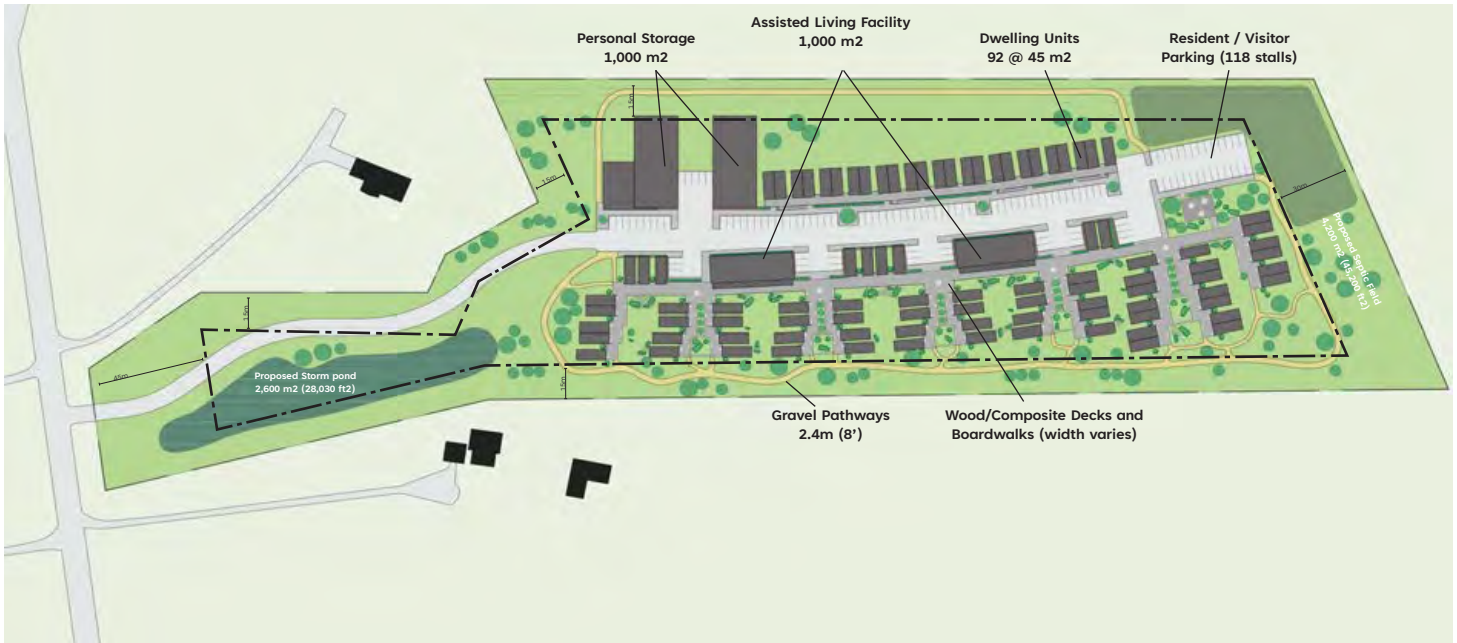 Personal Storage
1,000 m2
Assisted Living Facility
1,000 m2
Dwelling Units
92 @ 45 m2
Resident / Visitor
Parking (118 stalls)
15m
15m
30m
Proposed Septic Field
4,200 m2 (45,200 ft2)
15m
45m
Proposed Storm pond
2,600 m2 (28,030 ft2)
15m
Gravel Pathways
2.4m (8’)
Wood/Composite Decks and
Boardwalks (width varies)